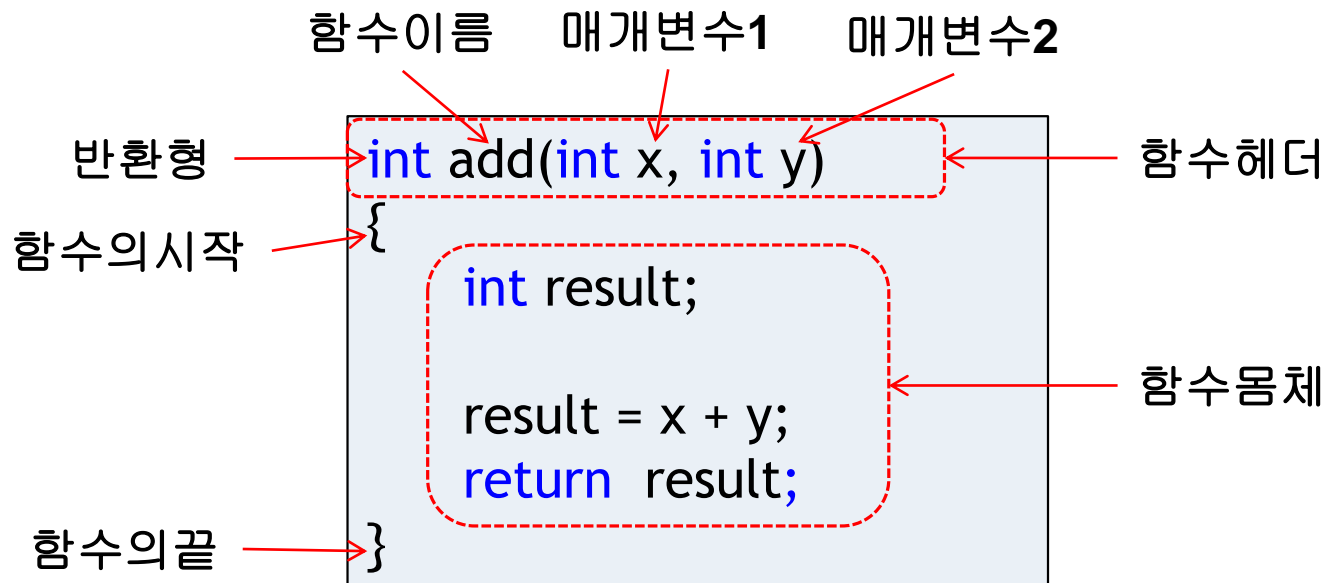 함수이름 매개변수1 매개변수2
반환형 int add(int x, int y) 함수헤더
함수의시작 {
int result;
함수몸체
result = x + y;
return result;
함수의끝 }